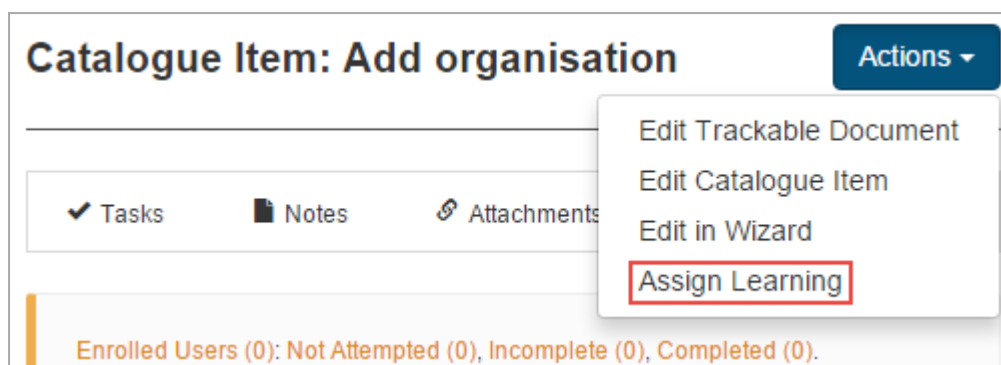 Catalogue Item: Add organisation
Actions
Edit Trackable Document
Edit Catalogue Item
Edit in Wizard
Assign Learning
Tasks Notes Attachments
Enrolled Users (0): Not Attempted (0), Incomplete (0), Completed (0).